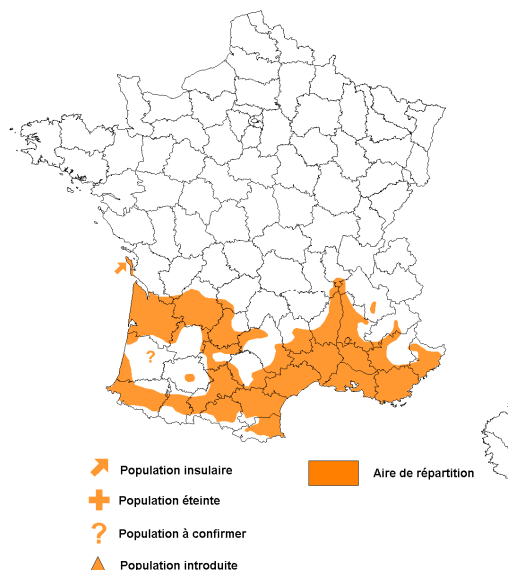 ?
Population insulaire
Aire de répartition
Population éteinte
? Population à confirmer
Population introduite